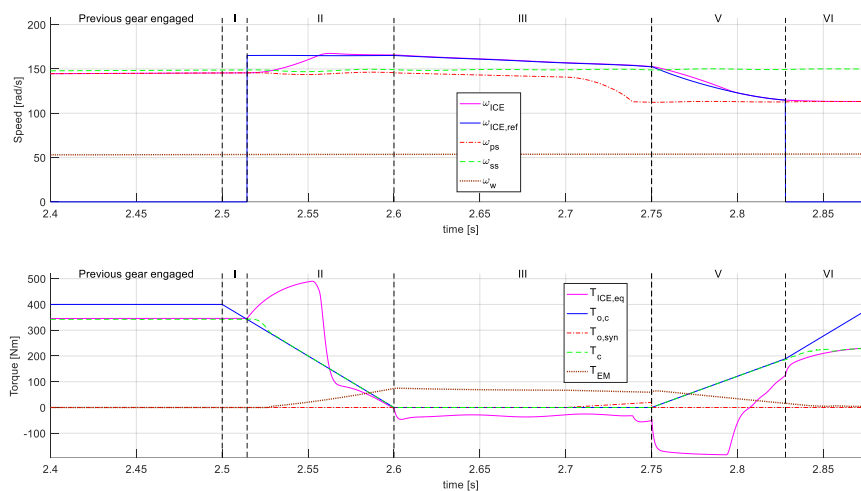 Previous gear engaged I II III V VI
200
150
100
50
0
Speed [rad/s]
ω_ICE
ω_ICE,ref
ω_ps
ω_ss
ω_w
2.4 2.45 2.5 2.55 2.6 2.65 2.7 2.75 2.8 2.85
time [s]
Previous gear engaged I II III V VI
500
400
300
200
100
0
-100
Torque [Nm]
T_ICE,eq
T_o,c
T_o,syn
T_c
T_EM
2.4 2.45 2.5 2.55 2.6 2.65 2.7 2.75 2.8 2.85
time [s]